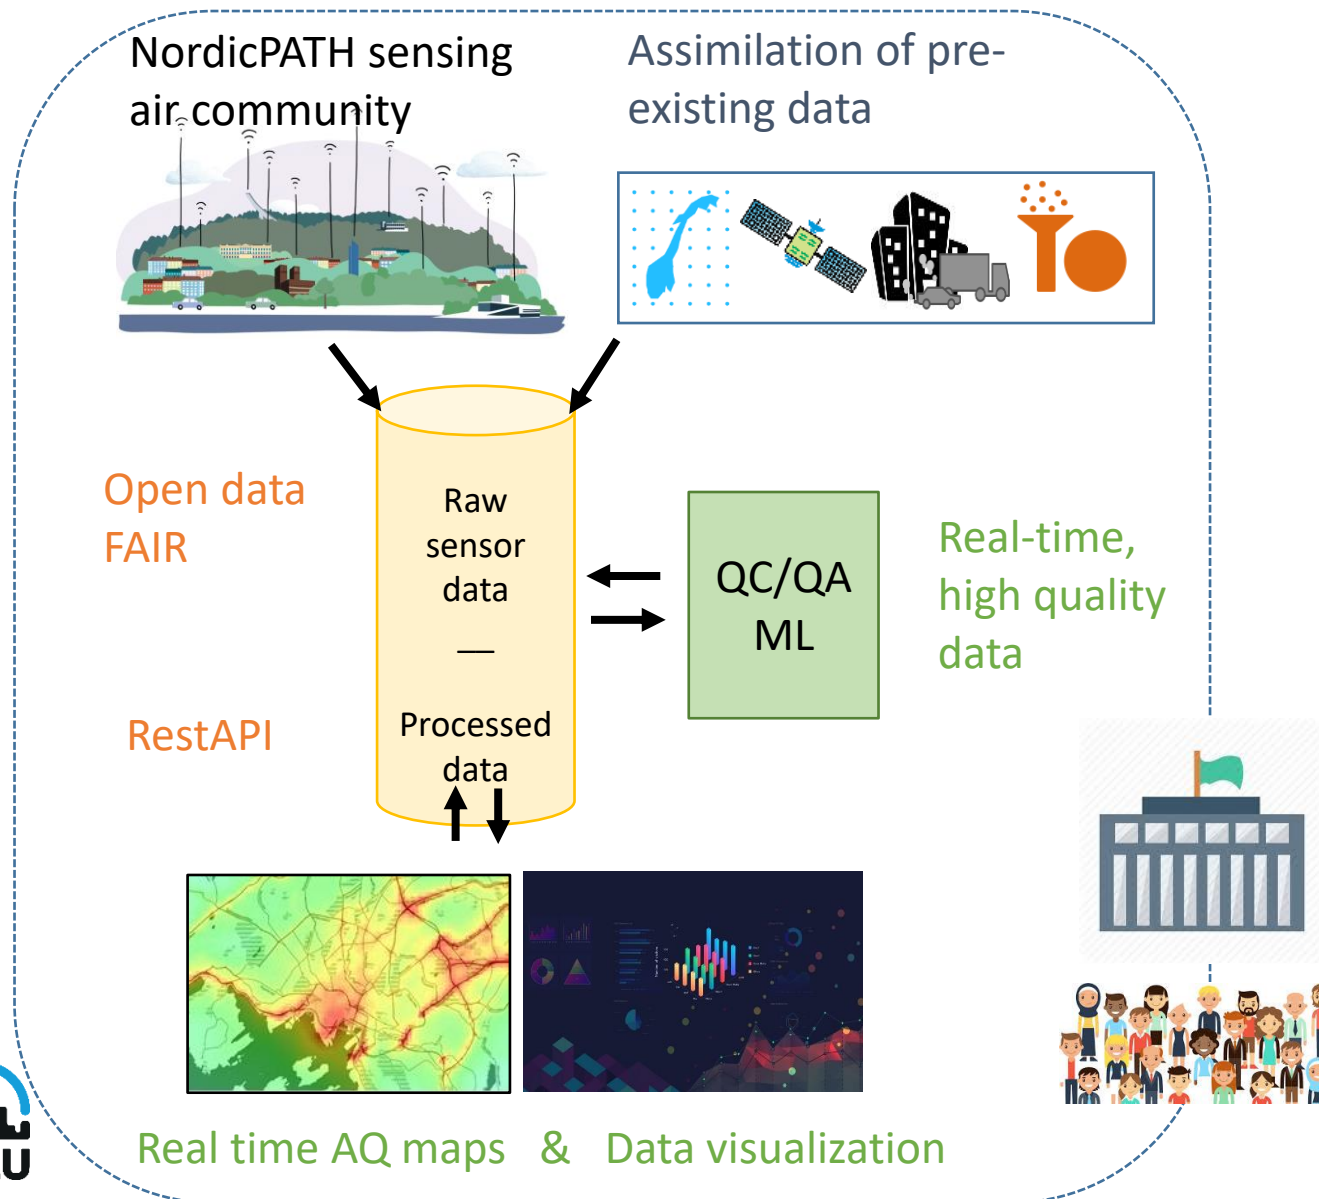 NordicPATH sensing
air community
Assimilation of pre-
existing data
Open data
FAIR
Raw
sensor
data
—
Processed
data
QC/QA
ML
Real-time,
high quality
data
RestAPI
Real time AQ maps & Data visualization
U